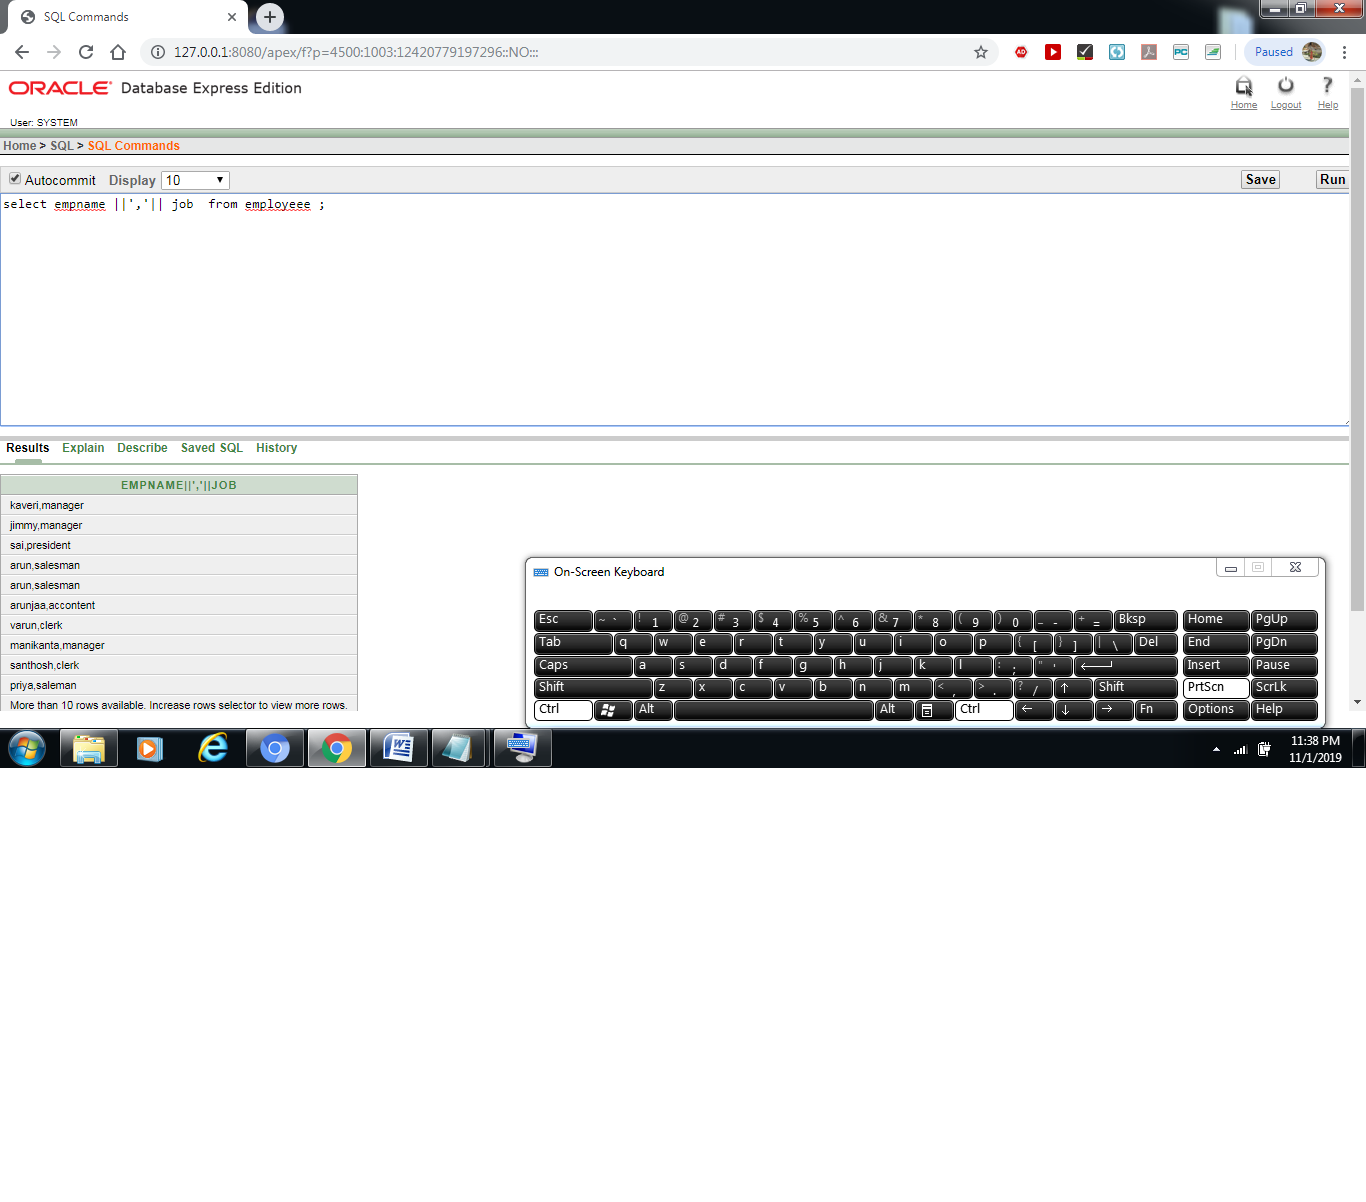 SQL Commands
127.0.0.1:8080/apex/f?p=4500:1003:12420779197296::NO:::
Paused
ORACLE Database Express Edition
Home Logout Help
User: SYSTEM
Home > SQL > SQL Commands
Autocommit Display 10 Save Run
select empname ||','|| job  from employeee ;
Results Explain Describe Saved SQL History
EMPNAME||','||JOB
kaveri,manager
jimmy,manager
sai,president
arun,salesman
arun,salesman
arunjaa,accontent
varun,clerk
manikanta,manager
santhosh,clerk
priya,saleman
More than 10 rows available. Increase rows selector to view more rows.
On-Screen Keyboard
Esc ~ ` ! 1 @ 2 # 3 $ 4 % 5 ^ 6 & 7 * 8 ( 9 ) 0 _ - + = Bksp Home PgUp
Tab q w e r t y u i o p { [ } ] | \ Del End PgDn
Caps a s d f g h j k l : ; " ' Insert Pause
Shift z x c v b n m < , > . ? / ↑ Shift PrtScn ScrLk
Ctrl Alt Alt Ctrl ← ↓ → Fn Options Help
11:38 PM
11/1/2019